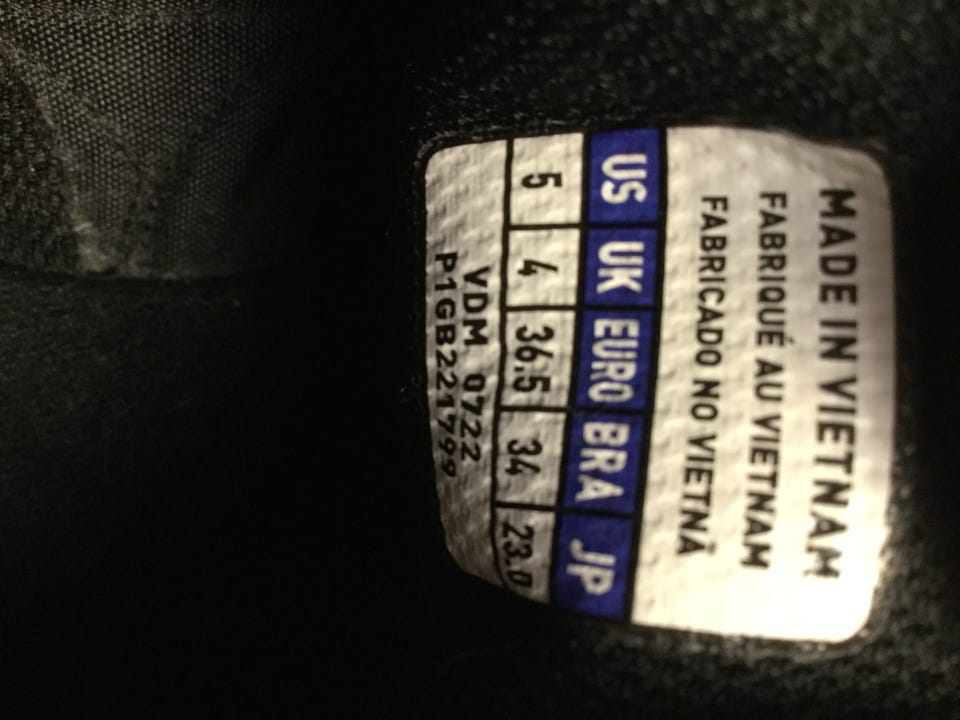 MADE IN VIETNAM
FABRIQUÉ AU VIETNAM
FABRICADO NO VIETNÃ
US UK EURO BRA JP
5 4 36.5 34 23.0
VDM 0722
P1GB221799